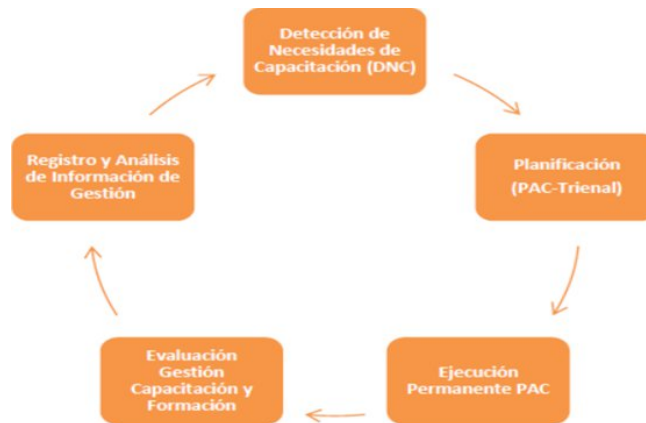 Detección de
Necesidades de
Capacitación (DNC)
Planificación
(PAC-Trienal)
Ejecución
Permanente PAC
Evaluación
Gestión
Capacitación y
Formación
Registro y Análisis
de Información de
Gestión